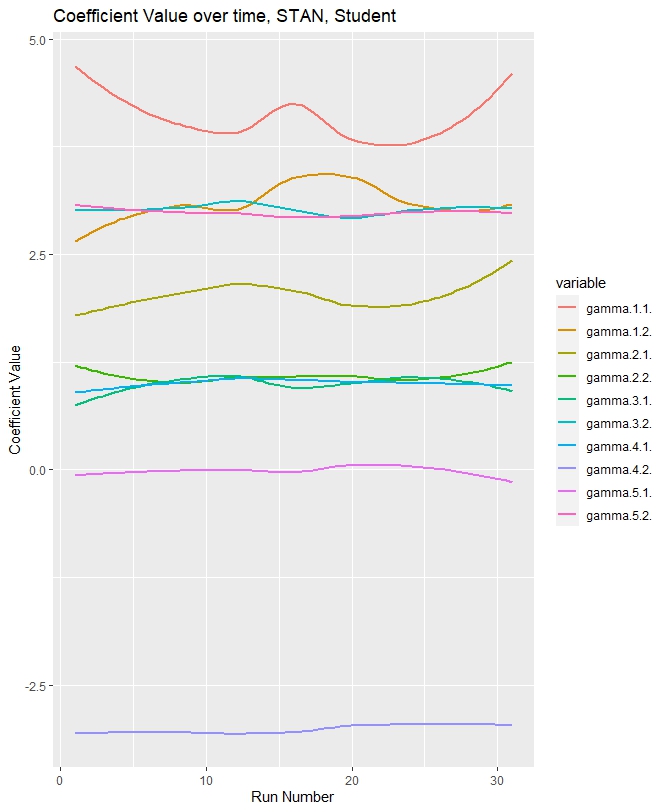 Coefficient Value over time, STAN, Student
5.0
2.5
0.0
-2.5
Coefficient Value
0
10
20
30
Run Number
variable
gamma.1.1.
gamma.1.2.
gamma.2.1.
gamma.2.2.
gamma.3.1.
gamma.3.2.
gamma.4.1.
gamma.4.2.
gamma.5.1.
gamma.5.2.